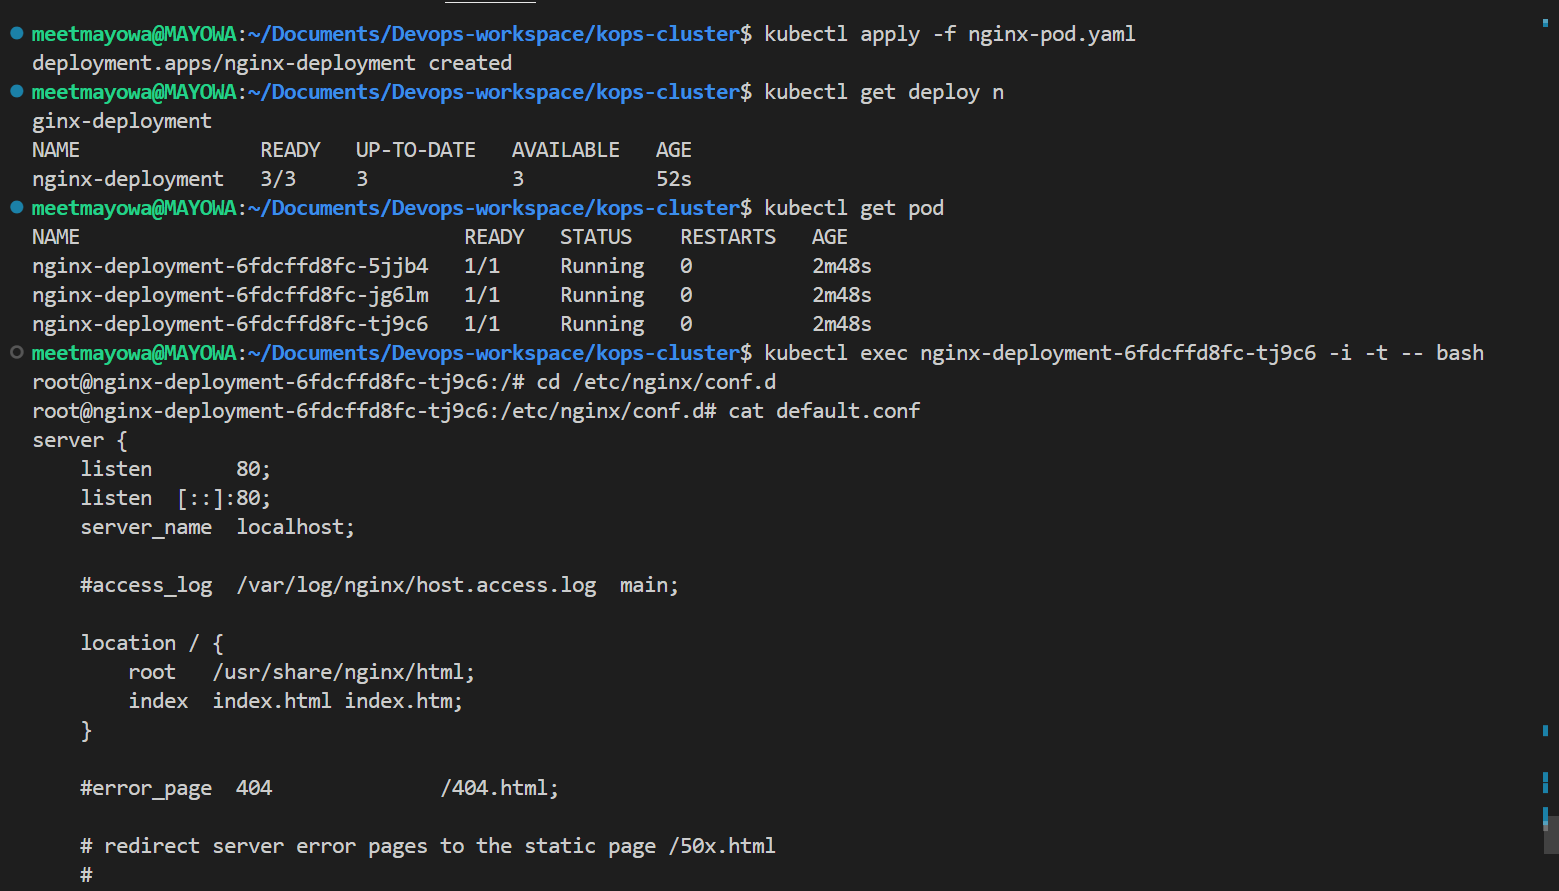 meetmayowa@MAYOWA:~/Documents/Devops-workspace/kops-cluster$ kubectl apply -f nginx-pod.yaml
deployment.apps/nginx-deployment created
meetmayowa@MAYOWA:~/Documents/Devops-workspace/kops-cluster$ kubectl get deploy n
ginx-deployment
NAME               READY   UP-TO-DATE   AVAILABLE   AGE
nginx-deployment   3/3     3            3           52s
meetmayowa@MAYOWA:~/Documents/Devops-workspace/kops-cluster$ kubectl get pod
NAME                                READY   STATUS    RESTARTS   AGE
nginx-deployment-6fdcffd8fc-5jjb4   1/1     Running   0          2m48s
nginx-deployment-6fdcffd8fc-jg6lm   1/1     Running   0          2m48s
nginx-deployment-6fdcffd8fc-tj9c6   1/1     Running   0          2m48s
meetmayowa@MAYOWA:~/Documents/Devops-workspace/kops-cluster$ kubectl exec nginx-deployment-6fdcffd8fc-tj9c6 -i -t -- bash
root@nginx-deployment-6fdcffd8fc-tj9c6:/# cd /etc/nginx/conf.d
root@nginx-deployment-6fdcffd8fc-tj9c6:/etc/nginx/conf.d# cat default.conf
server {
    listen       80;
    listen  [::]:80;
    server_name  localhost;

    #access_log  /var/log/nginx/host.access.log  main;

    location / {
        root   /usr/share/nginx/html;
        index  index.html index.htm;
    }

    #error_page  404              /404.html;

    # redirect server error pages to the static page /50x.html
    #